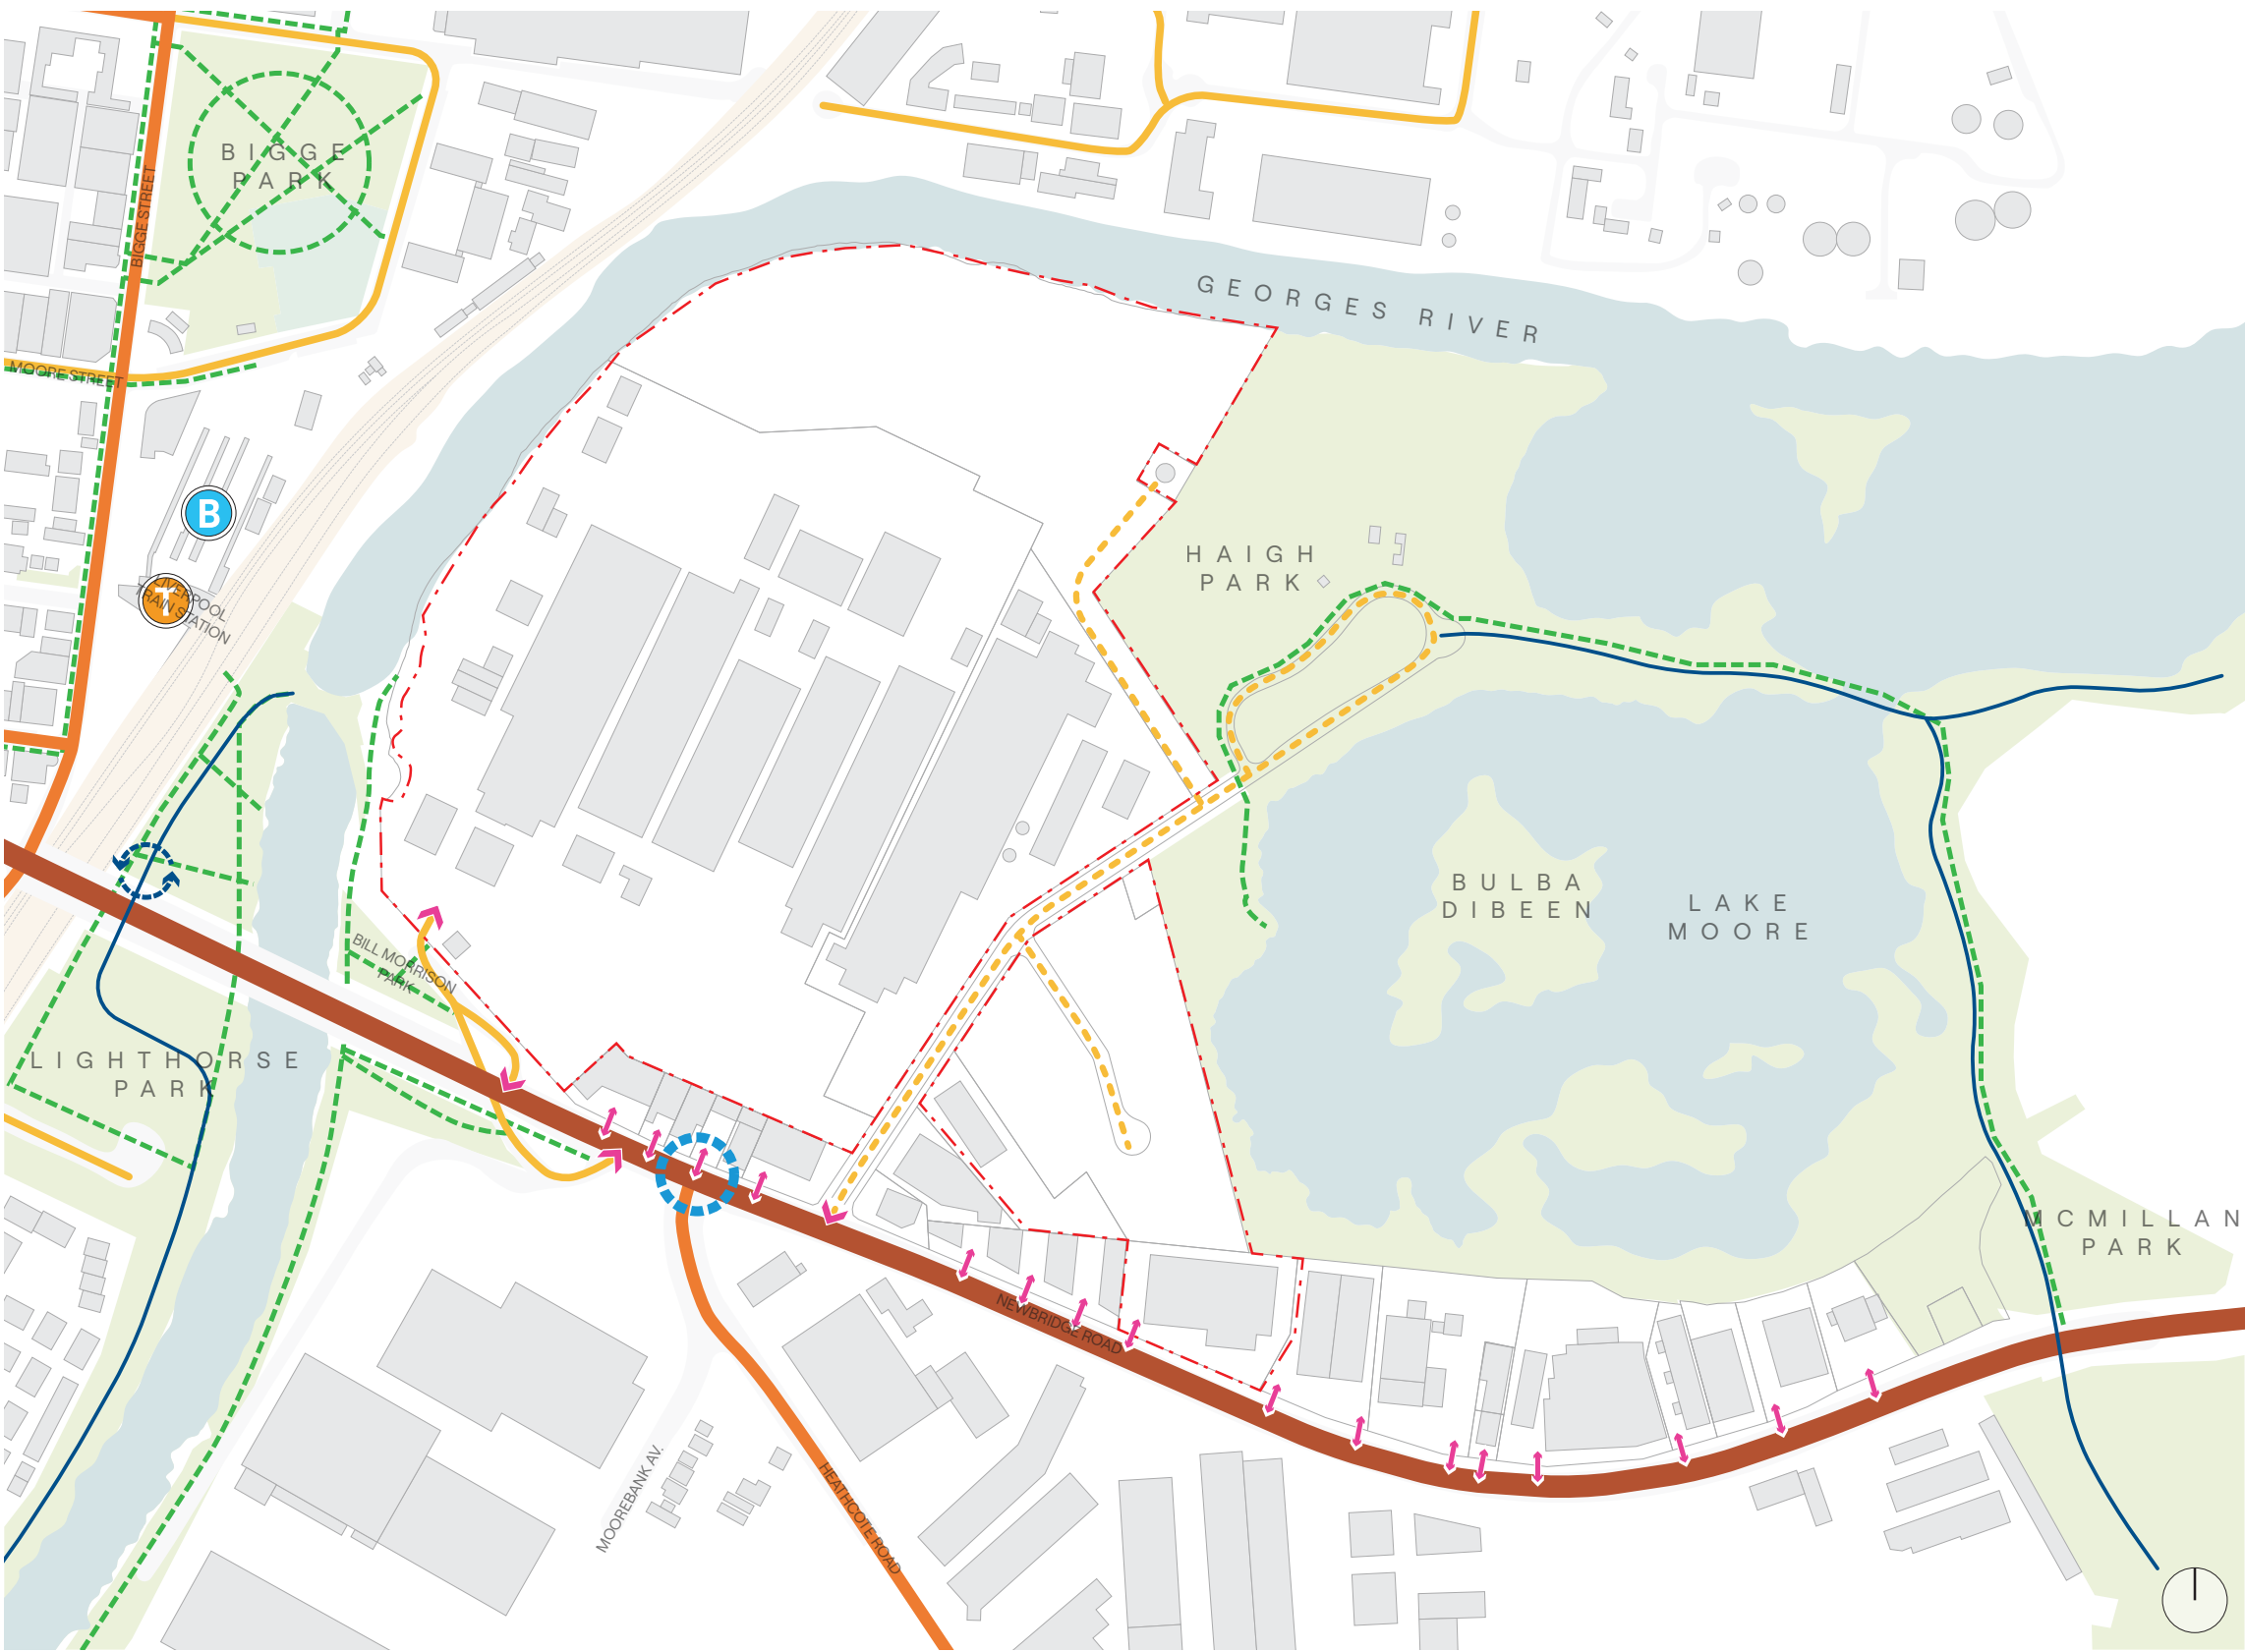 BIGGE
PARK
BIGGE STREET
GEORGES RIVER
MOORE STREET
B
HAIGH
PARK
T
LIVERPOOL
TRAIN STATION
BULBA
DIBEEN
LAKE
MOORE
BILL MORRISON
PARK
LIGHTHORSE
PARK
MCMILLAN
PARK
NEWBRIDGE ROAD
MOOREBANK AV.
HEATHCOTE ROAD